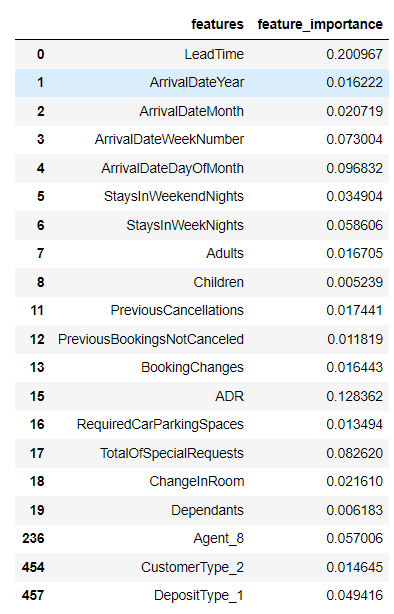 features feature_importance
0 LeadTime 0.200967
1 ArrivalDateYear 0.016222
2 ArrivalDateMonth 0.020719
3 ArrivalDateWeekNumber 0.073004
4 ArrivalDateDayOfMonth 0.096832
5 StaysInWeekendNights 0.034904
6 StaysInWeekNights 0.058606
7 Adults 0.016705
8 Children 0.005239
11 PreviousCancellations 0.017441
12 PreviousBookingsNotCanceled 0.011819
13 BookingChanges 0.016443
15 ADR 0.128362
16 RequiredCarParkingSpaces 0.013494
17 TotalOfSpecialRequests 0.082620
18 ChangeInRoom 0.021610
19 Dependants 0.006183
236 Agent_8 0.057006
454 CustomerType_2 0.014645
457 DepositType_1 0.049416